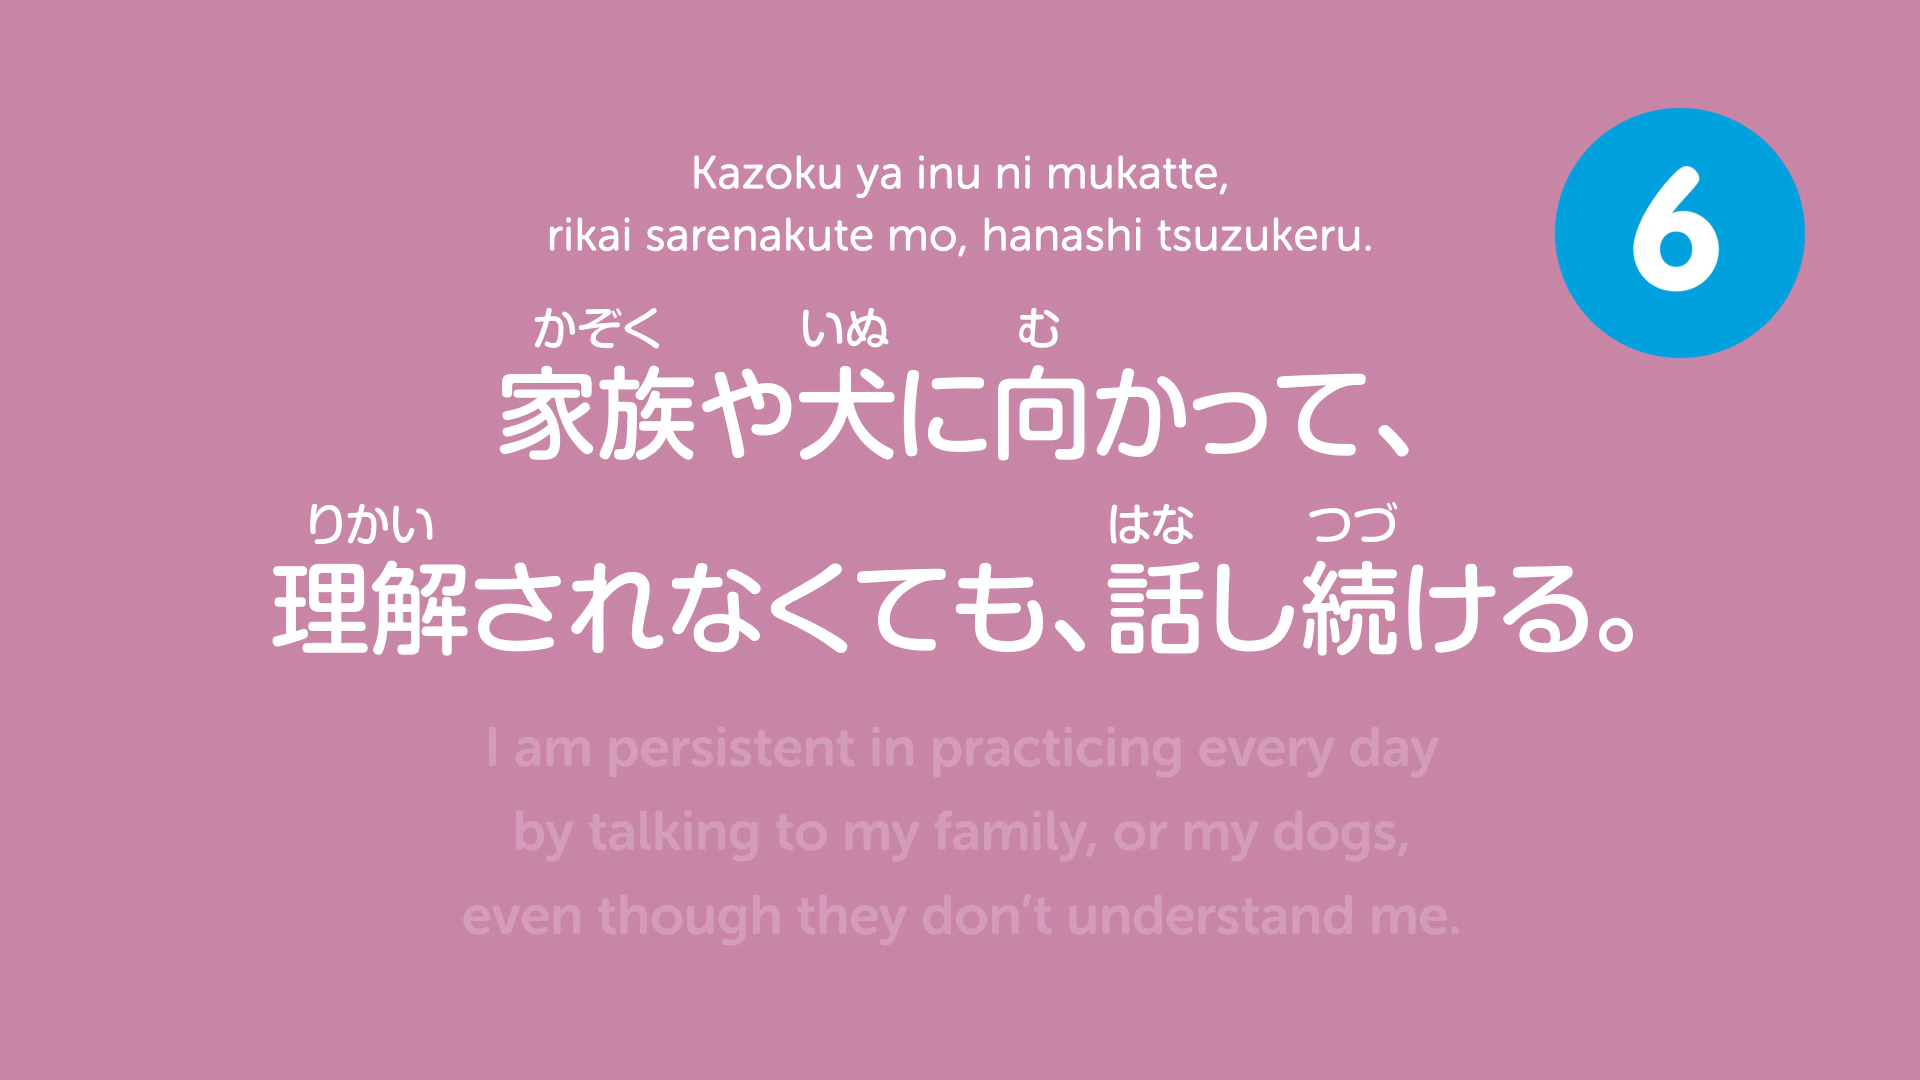 Kazoku ya inu ni mukatte,
rikai sarenakute mo, hanashi tsuzukeru.
6
かぞく いぬ む
家族や犬に向かって、
りかい はな つづ
理解されなくても、話し続ける。
I am persistent in practicing every day
by talking to my family, or my dogs,
even though they don’t understand me.